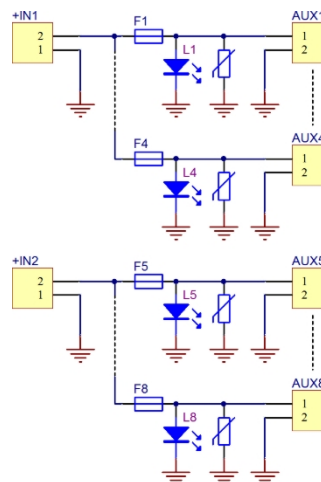 +IN1 F1 AUX1
2 L1 1
1 2
F4 AUX4
1
L4 2
+IN2 F5 AUX5
2 1
1 L5 2
F8 AUX8
1
L8 2